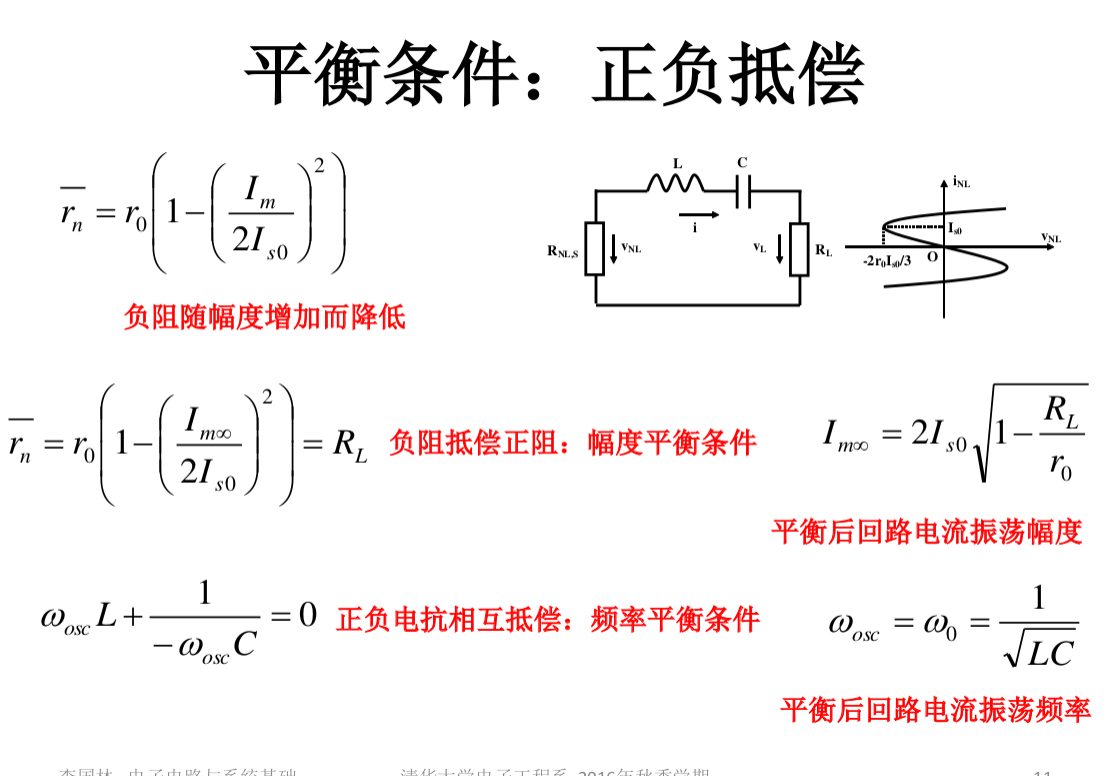 平衡条件：正负抵偿
\overline{r_n} = r_0 \left( 1 - \left( \frac{I_m}{2I_{s0}} \right)^2 \right)
负阻随幅度增加而降低
L C
i
R_{NL,S} v_{NL} v_L R_L
i_{NL}
I_{s0}
v_{NL}
-2r_0I_{s0}/3 O
\overline{r_n} = r_0 \left( 1 - \left( \frac{I_{m\infty}}{2I_{s0}} \right)^2 \right) = R_L
负阻抵偿正阻：幅度平衡条件
I_{m\infty} = 2I_{s0} \sqrt{1 - \frac{R_L}{r_0}}
平衡后回路电流振荡幅度
\omega_{osc} L + \frac{1}{-\omega_{osc} C} = 0
正负电抗相互抵偿：频率平衡条件
\omega_{osc} = \omega_0 = \frac{1}{\sqrt{LC}}
平衡后回路电流振荡频率
李国林 电子电路与系统基础 清华大学电子工程系 2016年秋季学期 11